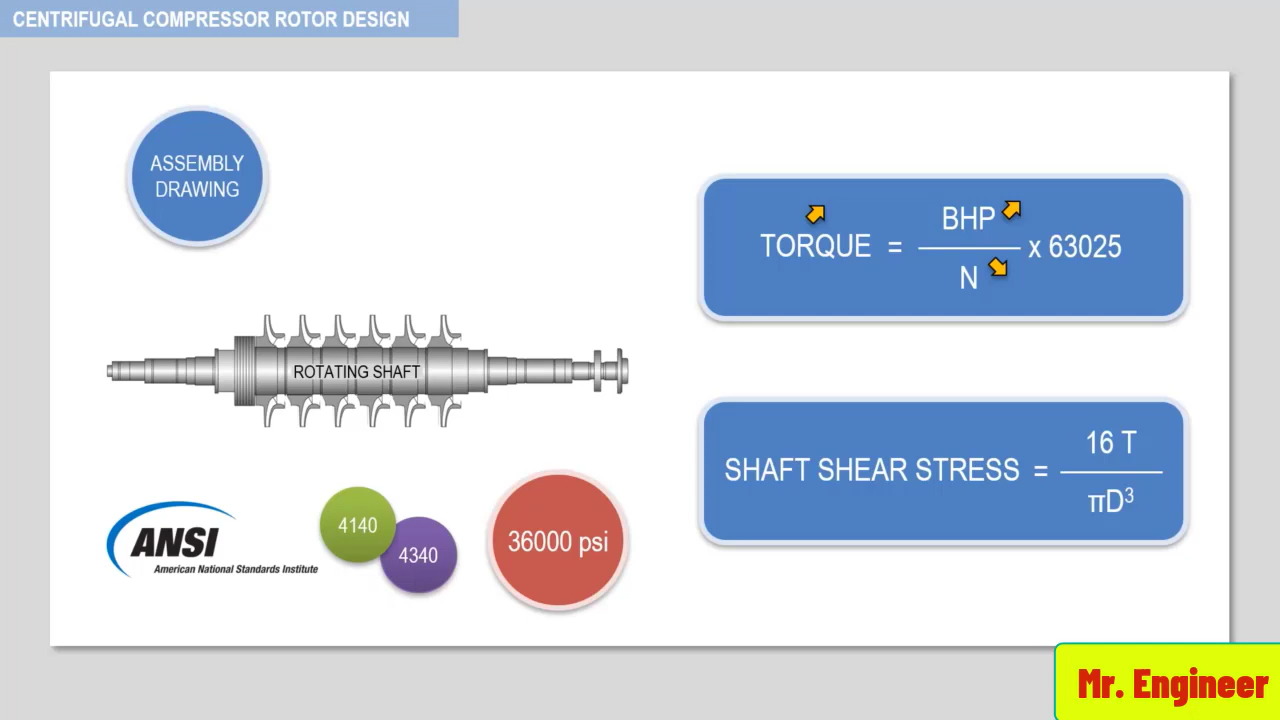 CENTRIFUGAL COMPRESSOR ROTOR DESIGN
ASSEMBLY
DRAWING
TORQUE = BHP / N x 63025
ROTATING SHAFT
SHAFT SHEAR STRESS = 16 T / πD³
ANSI
American National Standards Institute
4140
4340
36000 psi
Mr. Engineer